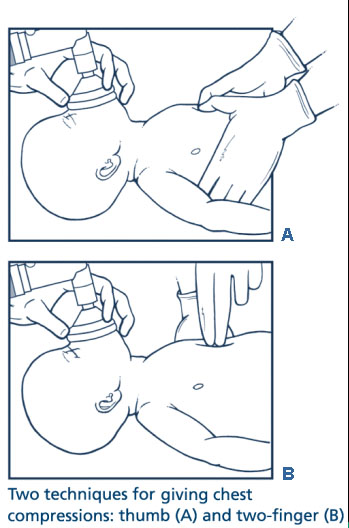 A
B
Two techniques for giving chest
compressions: thumb (A) and two-finger (B)